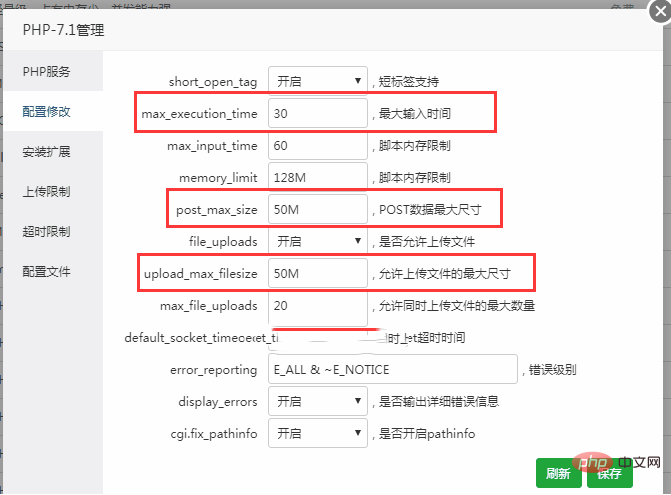 PHP-7.1管理
PHP服务
配置修改
安装扩展
上传限制
超时限制
配置文件
short_open_tag 开启 , 短标签支持
max_execution_time 30 , 最大输入时间
max_input_time 60 , 脚本内存限制
memory_limit 128M , 脚本内存限制
post_max_size 50M , POST数据最大尺寸
file_uploads 开启 , 是否允许上传文件
upload_max_filesize 50M , 允许上传文件的最大尺寸
max_file_uploads 20 , 允许同时上传文件的最大数量
超时时间
error_reporting E_ALL & ~E_NOTICE , 错误级别
display_errors 开启 , 是否输出详细错误信息
cgi.fix_pathinfo 开启 , 是否开启pathinfo
刷新 保存
php 中文网